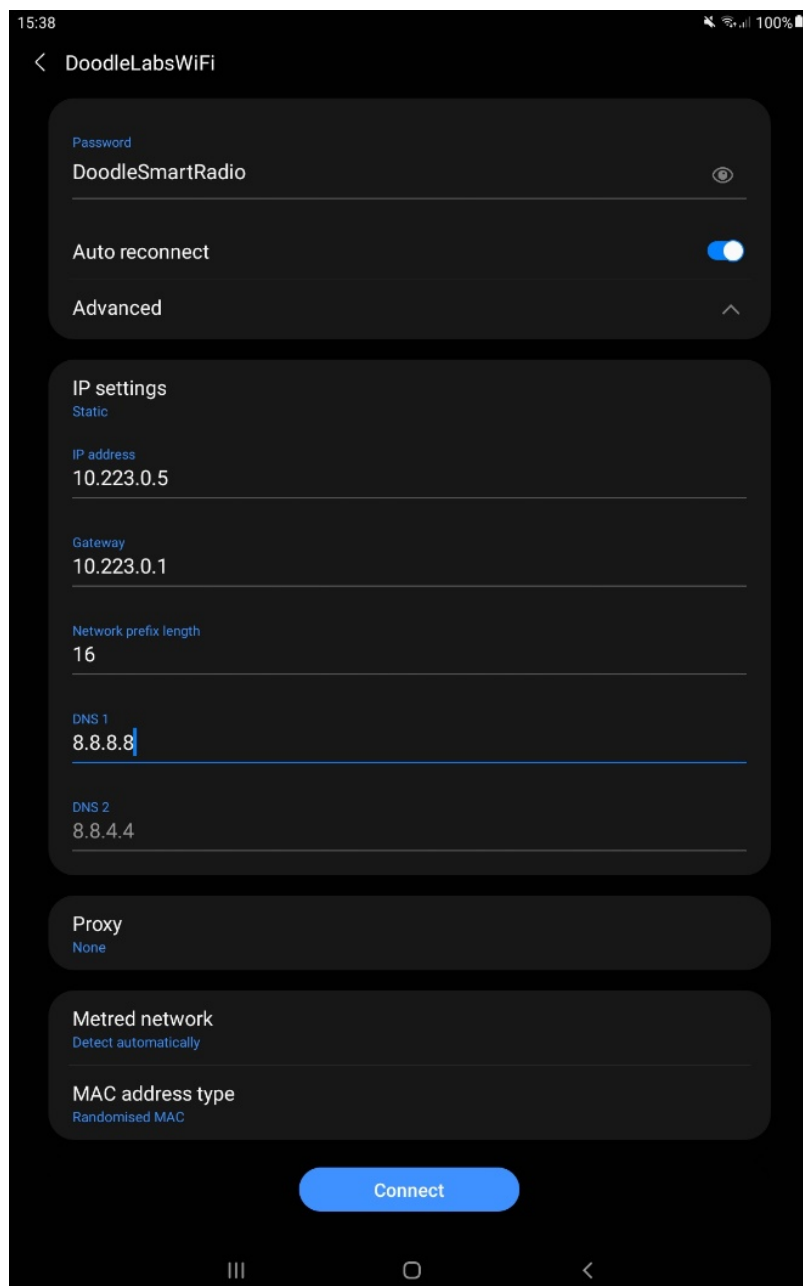 15:38
100%
DoodleLabsWiFi
Password
DoodleSmartRadio
Auto reconnect
Advanced
IP settings
Static
IP address
10.223.0.5
Gateway
10.223.0.1
Network prefix length
16
DNS 1
8.8.8.8
DNS 2
8.8.4.4
Proxy
None
Metred network
Detect automatically
MAC address type
Randomised MAC
Connect